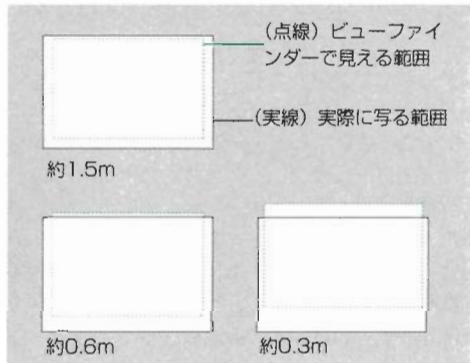 (点線) ビューファイ
ンダーで見える範囲
(実線) 実際に写る範囲
約1.5m
約0.6m
約0.3m